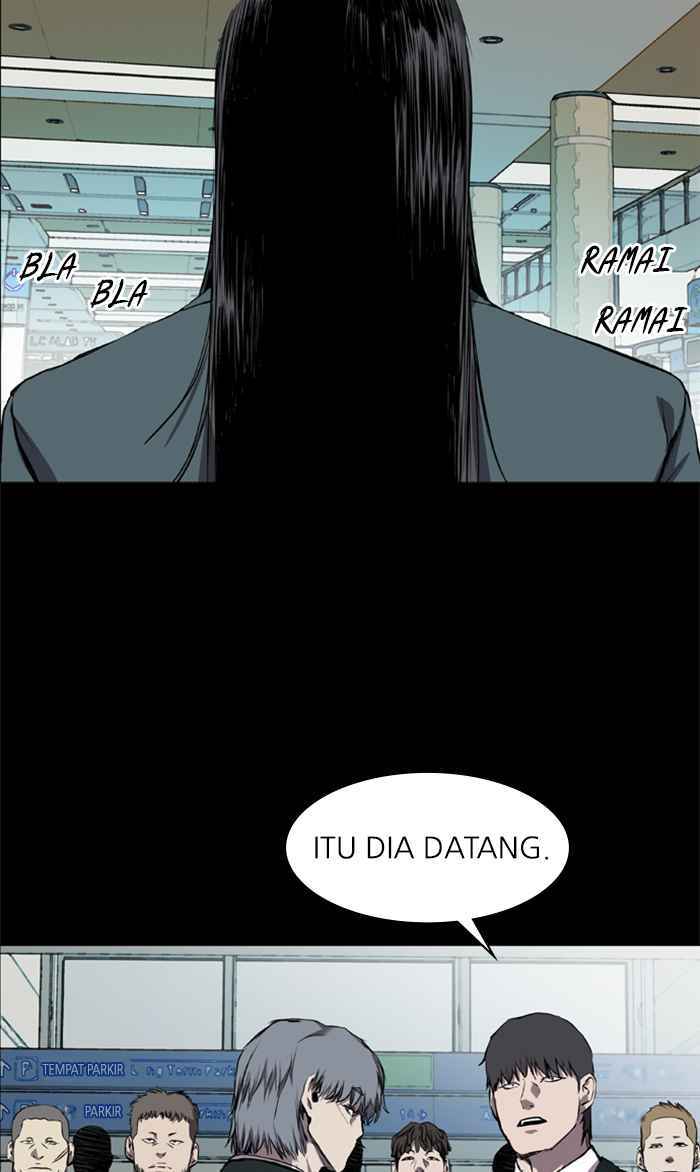 BLA
BLA
RAMAI
RAMAI
ITU DIA DATANG.
P TEMPAT PARKIR
PARKIR